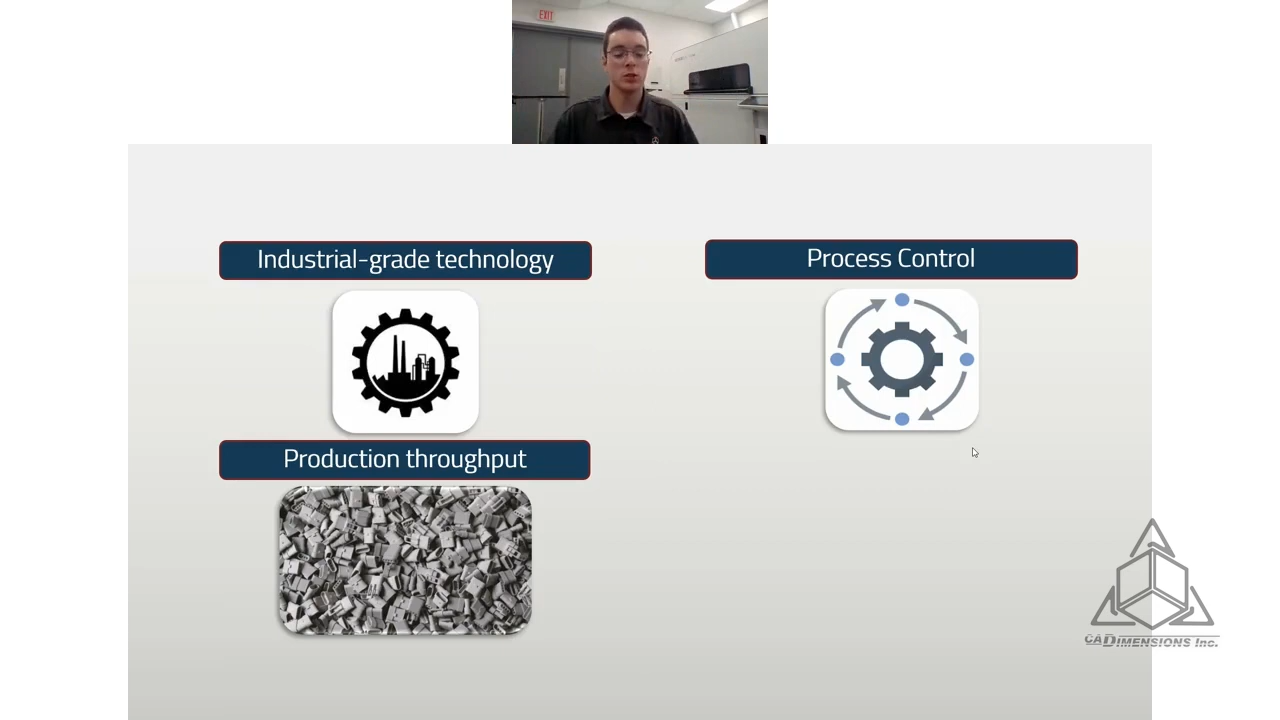 EXIT
Industrial-grade technology
Process Control
Production throughput
CADIMENSIONS Inc.